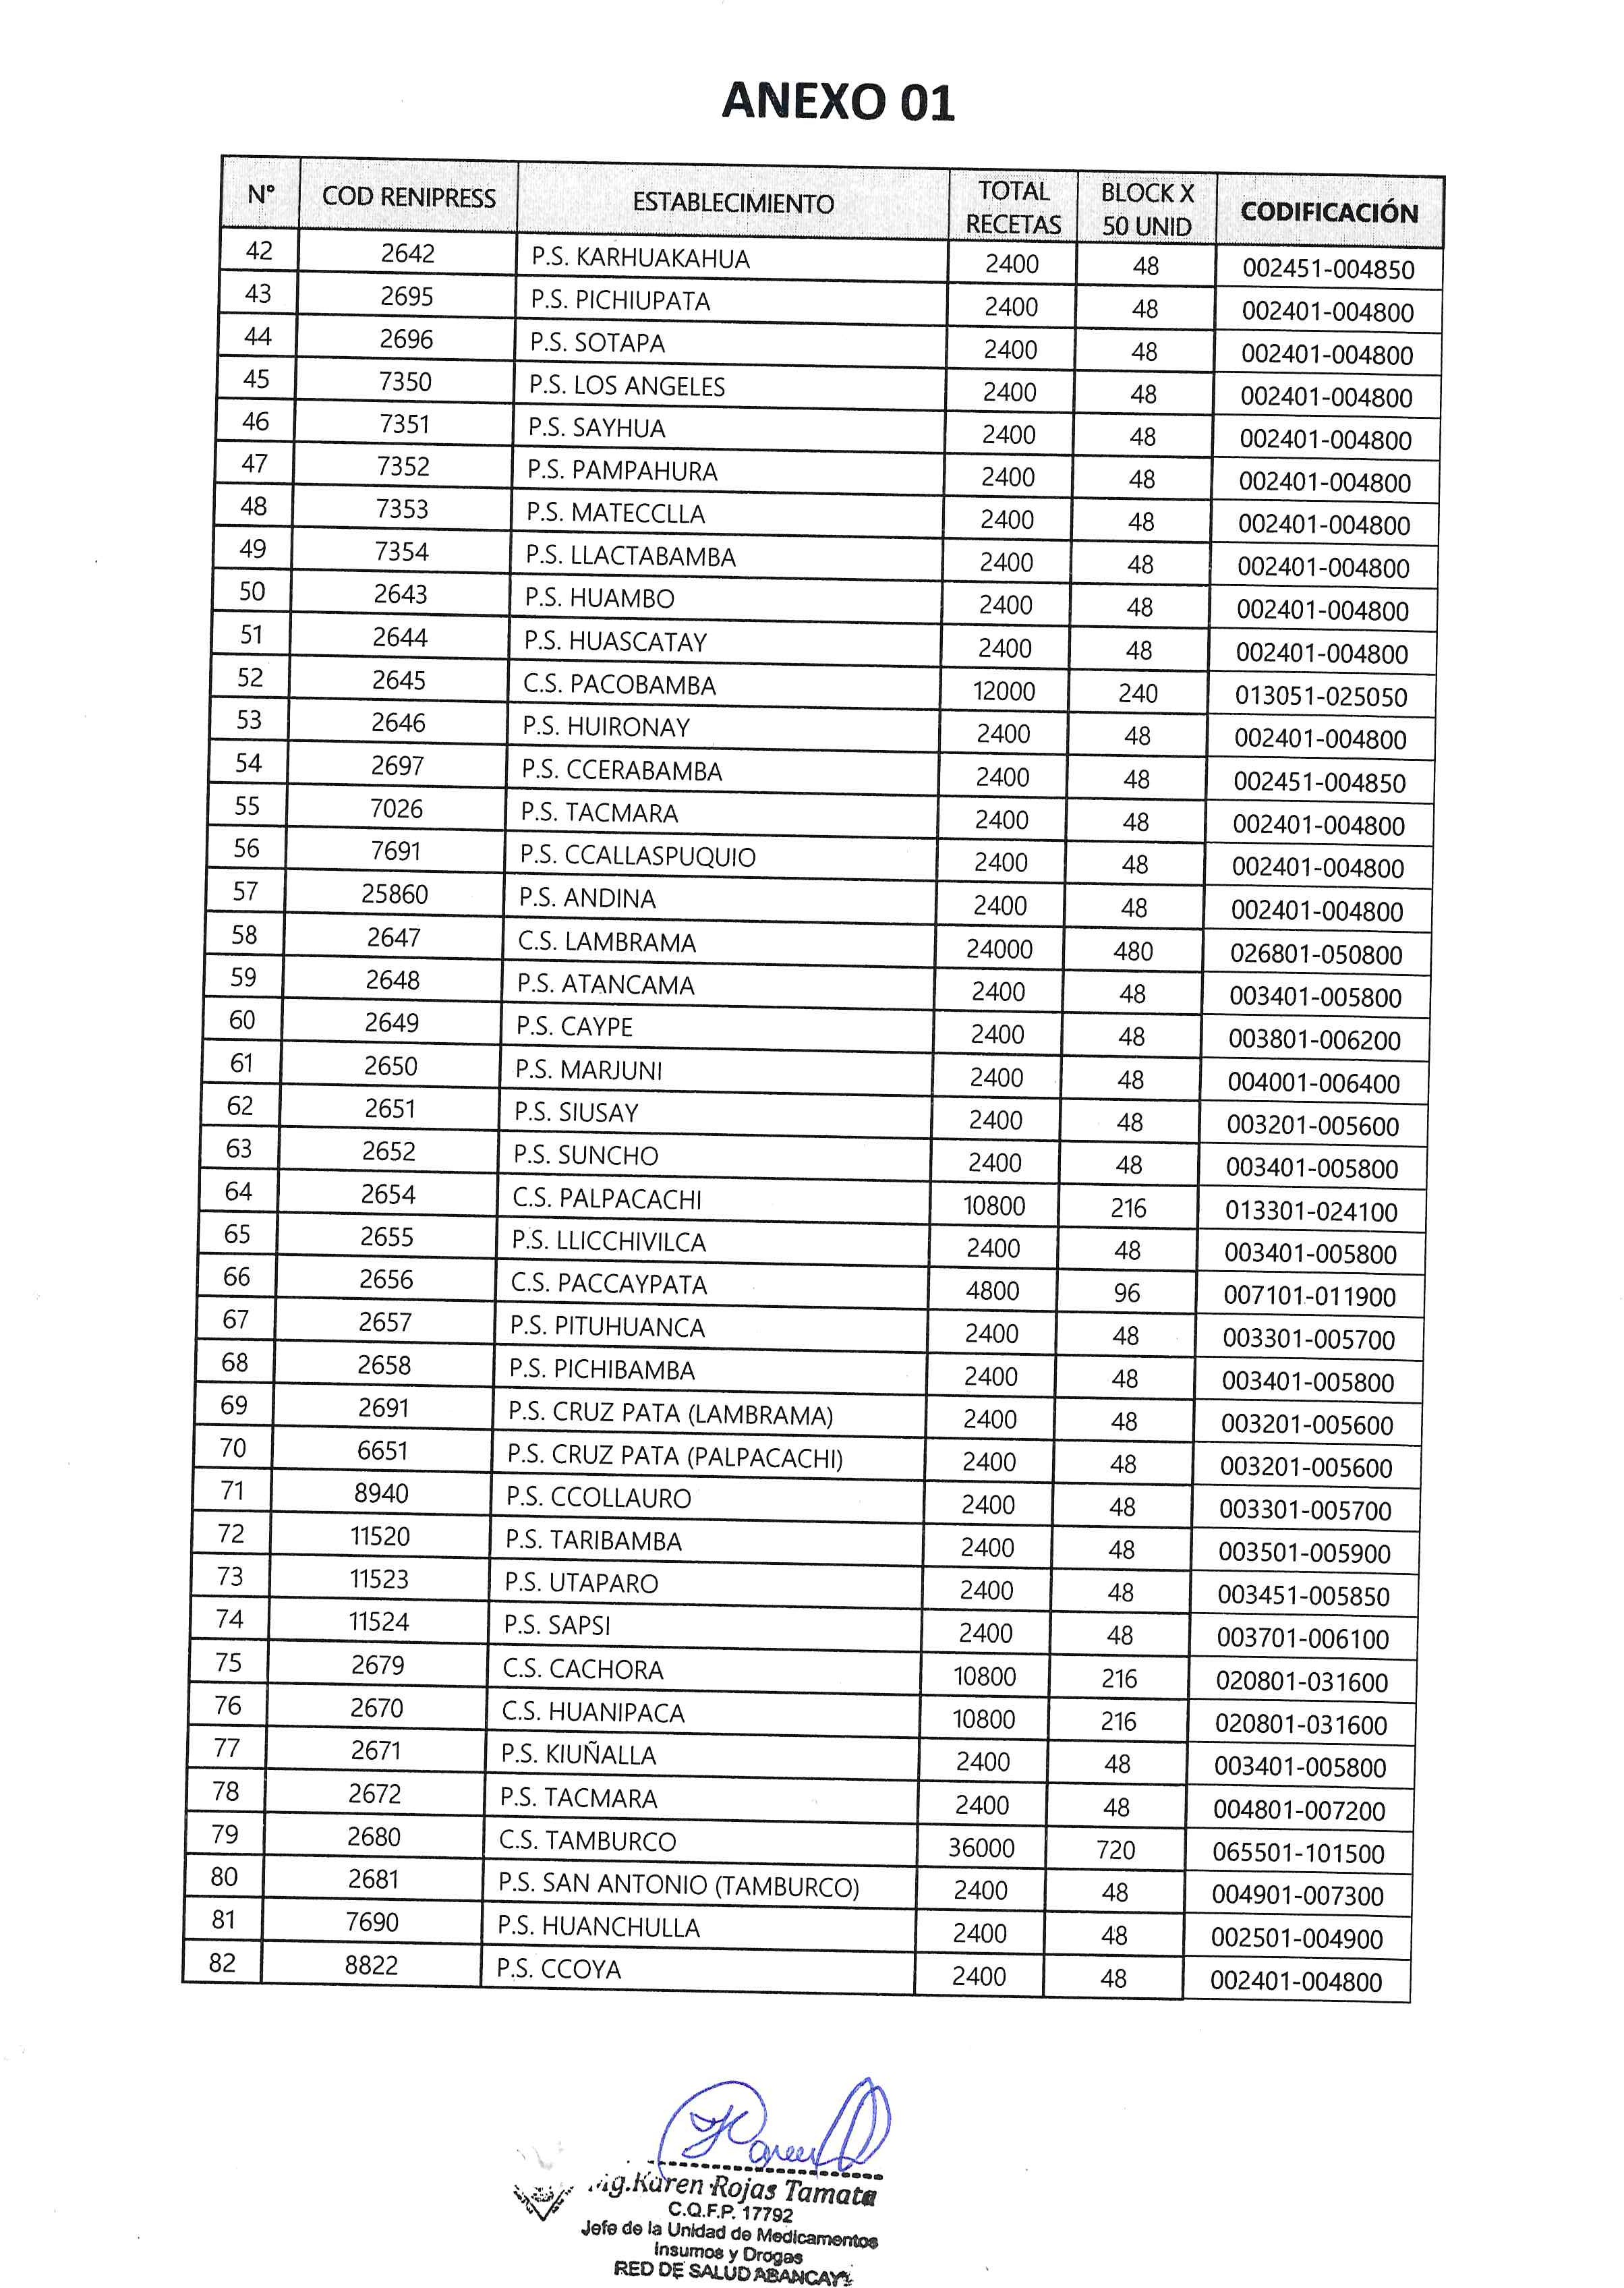 ANEXO 01
N° COD RENIPRESS ESTABLECIMIENTO TOTAL RECETAS BLOCK X 50 UNID CODIFICACIÓN
42 2642 P.S. KARHUAKAHUA 2400 48 002451-004850
43 2695 P.S. PICHIUPATA 2400 48 002401-004800
44 2696 P.S. SOTAPA 2400 48 002401-004800
45 7350 P.S. LOS ANGELES 2400 48 002401-004800
46 7351 P.S. SAYHUA 2400 48 002401-004800
47 7352 P.S. PAMPAHURA 2400 48 002401-004800
48 7353 P.S. MATECCLLA 2400 48 002401-004800
49 7354 P.S. LLACTABAMBA 2400 48 002401-004800
50 2643 P.S. HUAMBO 2400 48 002401-004800
51 2644 P.S. HUASCATAY 2400 48 002401-004800
52 2645 C.S. PACOBAMBA 12000 240 013051-025050
53 2646 P.S. HUIRONAY 2400 48 002401-004800
54 2697 P.S. CCERABAMBA 2400 48 002451-004850
55 7026 P.S. TACMARA 2400 48 002401-004800
56 7691 P.S. CCALLASPUQUIO 2400 48 002401-004800
57 25860 P.S. ANDINA 2400 48 002401-004800
58 2647 C.S. LAMBRAMA 24000 480 026801-050800
59 2648 P.S. ATANCAMA 2400 48 003401-005800
60 2649 P.S. CAYPE 2400 48 003801-006200
61 2650 P.S. MARJUNI 2400 48 004001-006400
62 2651 P.S. SIUSAY 2400 48 003201-005600
63 2652 P.S. SUNCHO 2400 48 003401-005800
64 2654 C.S. PALPACACHI 10800 216 013301-024100
65 2655 P.S. LLICCHIVILCA 2400 48 003401-005800
66 2656 C.S. PACCAYPATA 4800 96 007101-011900
67 2657 P.S. PITUHUANCA 2400 48 003301-005700
68 2658 P.S. PICHIBAMBA 2400 48 003401-005800
69 2691 P.S. CRUZ PATA (LAMBRAMA) 2400 48 003201-005600
70 6651 P.S. CRUZ PATA (PALPACACHI) 2400 48 003201-005600
71 8940 P.S. CCOLLAURO 2400 48 003301-005700
72 11520 P.S. TARIBAMBA 2400 48 003501-005900
73 11523 P.S. UTAPARO 2400 48 003451-005850
74 11524 P.S. SAPSI 2400 48 003701-006100
75 2679 C.S. CACHORA 10800 216 020801-031600
76 2670 C.S. HUANIPACA 10800 216 020801-031600
77 2671 P.S. KIUÑALLA 2400 48 003401-005800
78 2672 P.S. TACMARA 2400 48 004801-007200
79 2680 C.S. TAMBURCO 36000 720 065501-101500
80 2681 P.S. SAN ANTONIO (TAMBURCO) 2400 48 004901-007300
81 7690 P.S. HUANCHULLA 2400 48 002501-004900
82 8822 P.S. CCOYA 2400 48 002401-004800
Mg.Karen Rojas Tamata
C.Q.F.P. 17792
Jefe de la Unidad de Medicamentos
Insumos y Drogas
RED DE SALUD ABANCAY